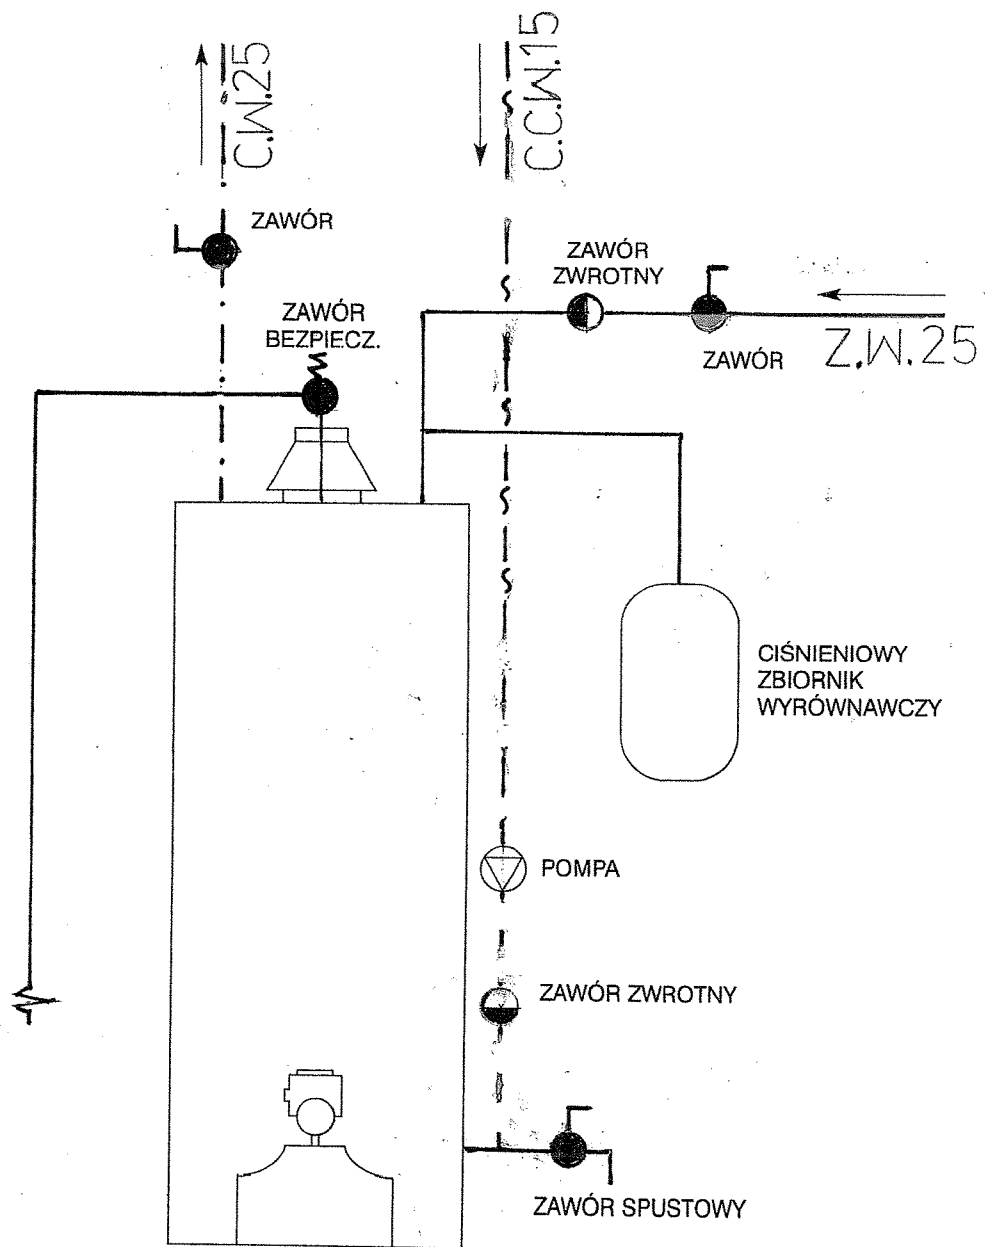 C.W.25
C.C.W.15
ZAWÓR
ZAWÓR
ZWROTNY
ZAWÓR
BEZPIECZ.
ZAWÓR
Z.W.25
CIŚNIENIOWY
ZBIORNIK
WYRÓWNAWCZY
POMPA
ZAWÓR ZWROTNY
ZAWÓR SPUSTOWY